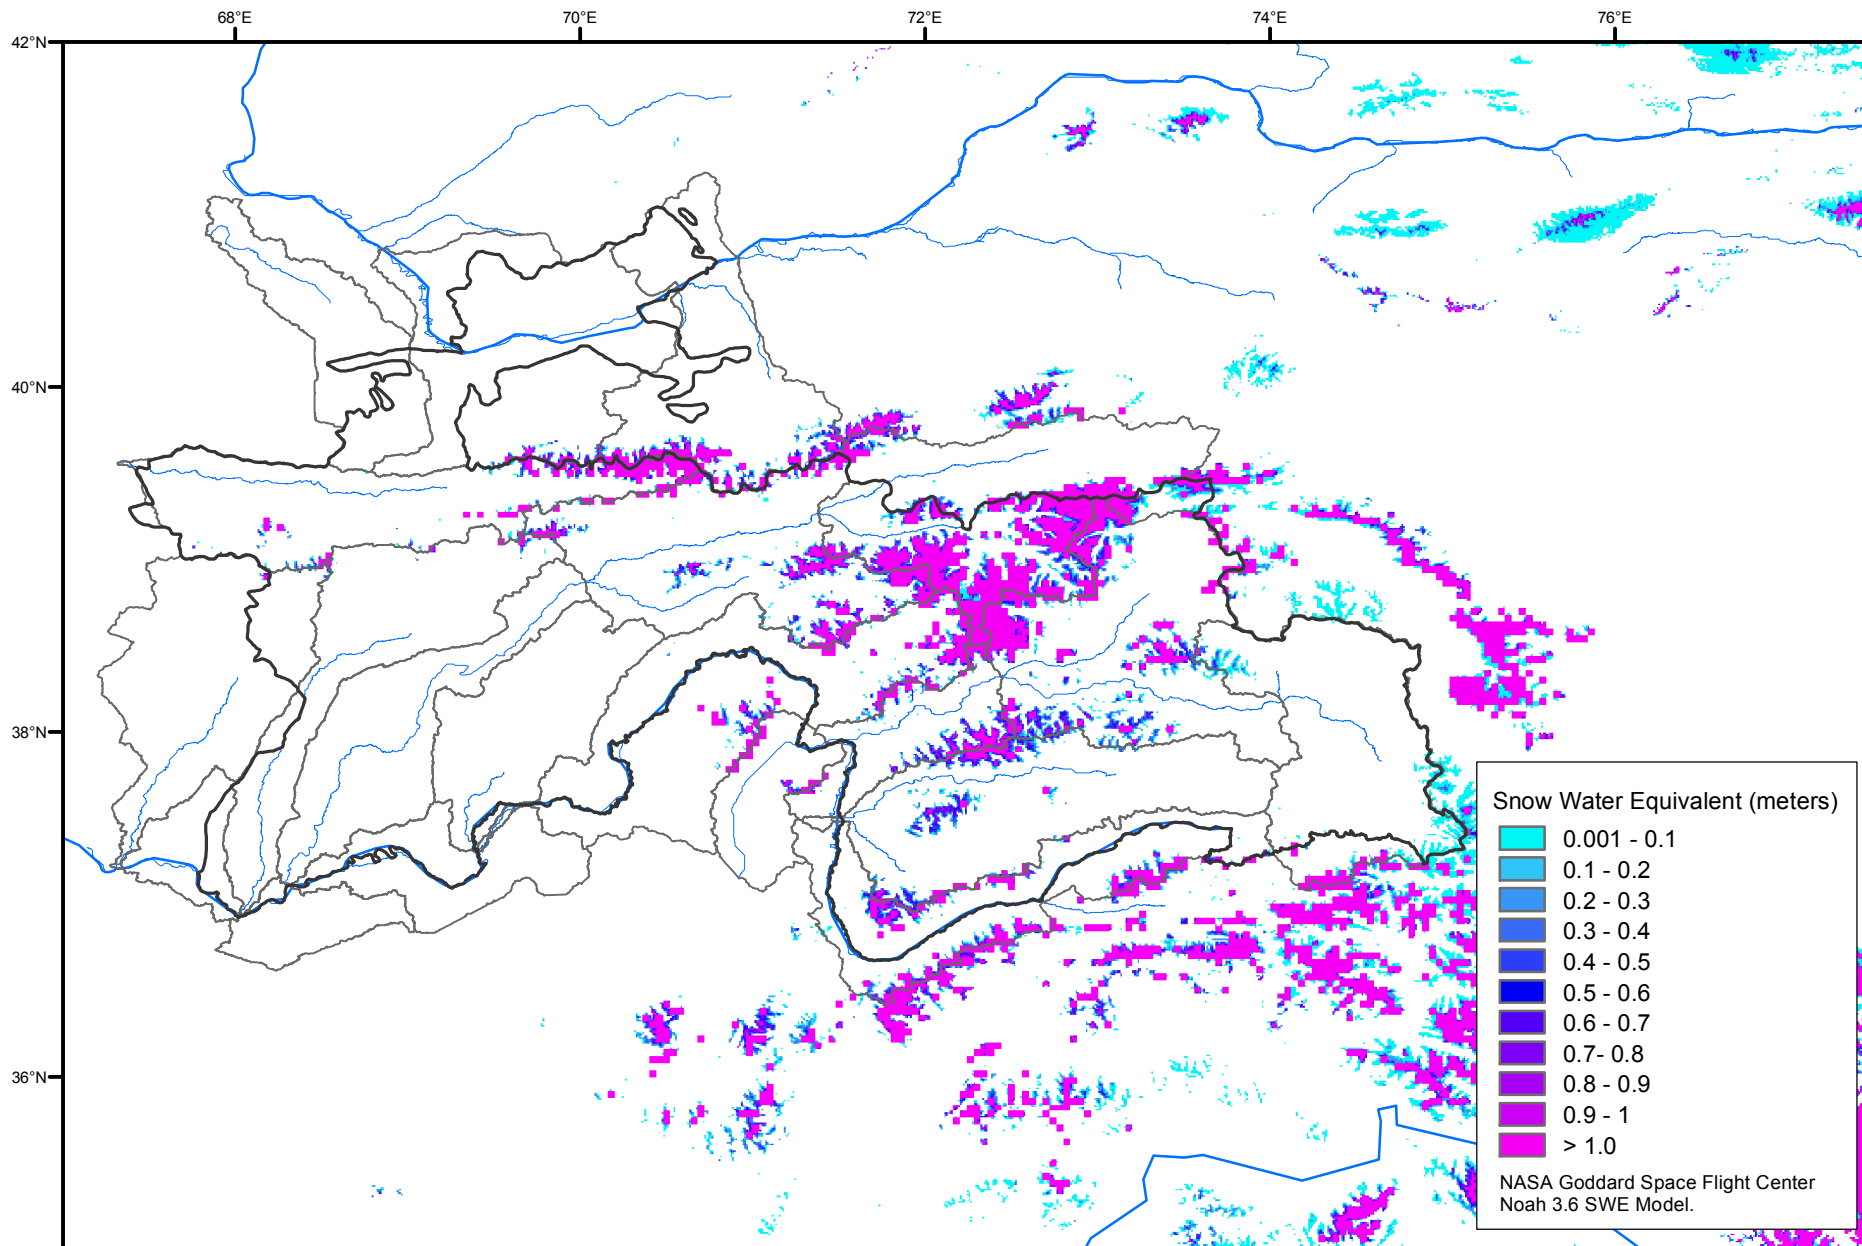 68°E
70°E
72°E
74°E
76°E
42°N
40°N
38°N
36°N
Snow Water Equivalent (meters)
0.001 - 0.1
0.1 - 0.2
0.2 - 0.3
0.3 - 0.4
0.4 - 0.5
0.5 - 0.6
0.6 - 0.7
0.7- 0.8
0.8 - 0.9
0.9 - 1
> 1.0
NASA Goddard Space Flight Center
Noah 3.6 SWE Model.